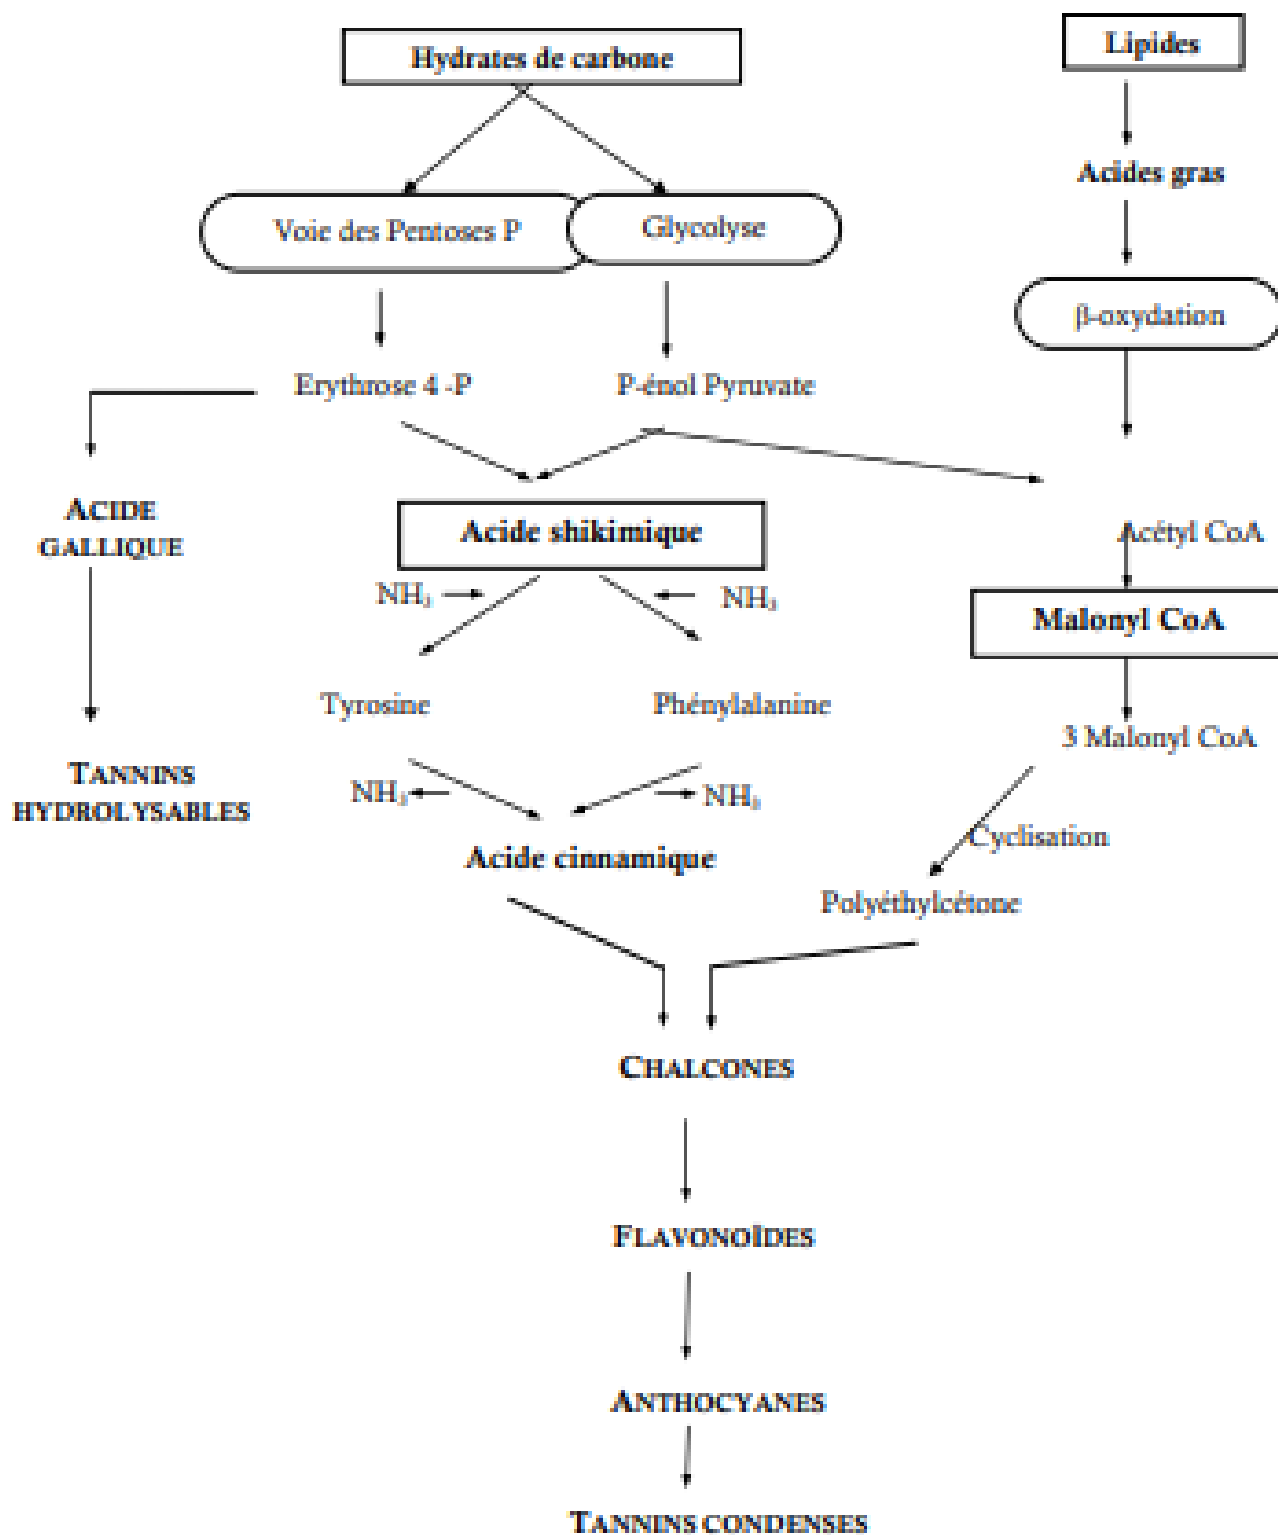 Hydrates de carbone
Lipides
Acides gras
Voie des Pentoses P
Glycolyse
β-oxydation
Erythrose 4 -P
P-énol Pyruvate
ACIDE
GALLIQUE
Acide shikimique
Acétyl CoA
NH₃
NH₃
Malonyl CoA
Tyrosine
Phénylalanine
3 Malonyl CoA
TANNINS
HYDROLYSABLES
NH₃
NH₃
Cyclisation
Acide cinnamique
Polyéthylcétone
CHALCONES
FLAVONOÏDES
ANTHOCYANES
TANNINS CONDENSES